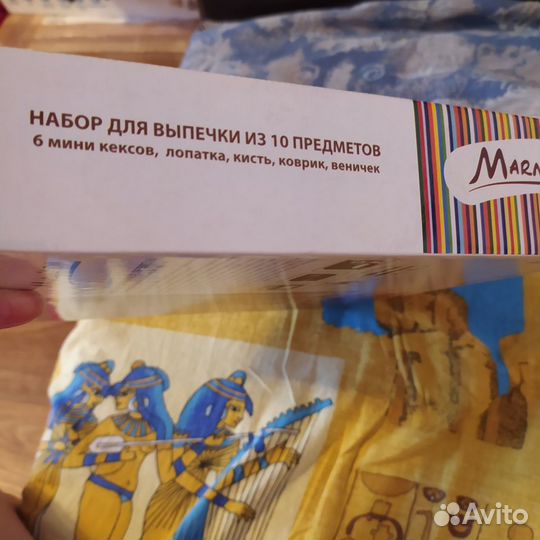 НАБОР ДЛЯ ВЫПЕЧКИ ИЗ 10 ПРЕДМЕТОВ
6 мини кексов, лопатка, кисть, коврик, веничек
Avito